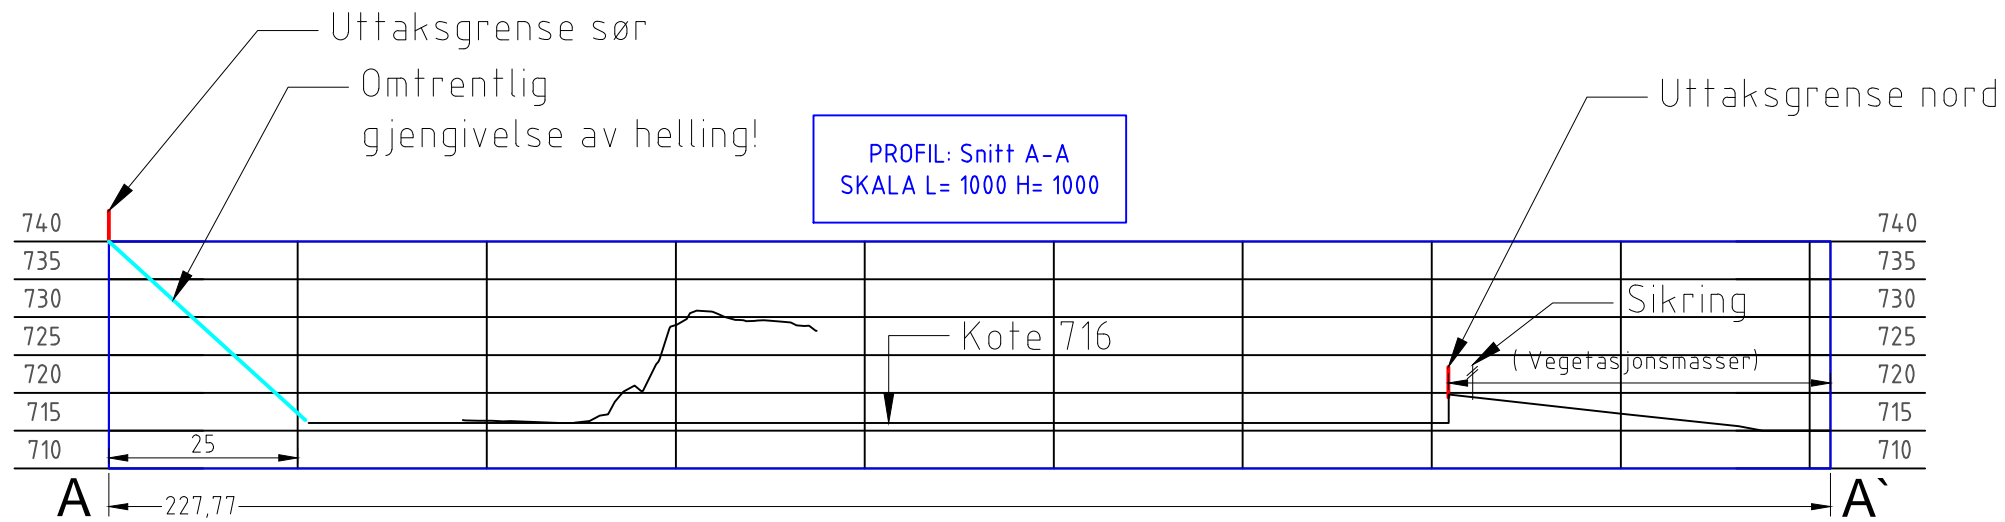 Uttaksgrense sør
Omtrentlig
gjengivelse av helling!
Uttaksgrense nord
PROFIL: Snitt A-A
SKALA L= 1000 H= 1000
740 740
735 735
730 Sikring 730
725 Kote 716 725
720 ( Vegetasjonsmasser) 720
715 715
710 25 710
A 227,77 A`